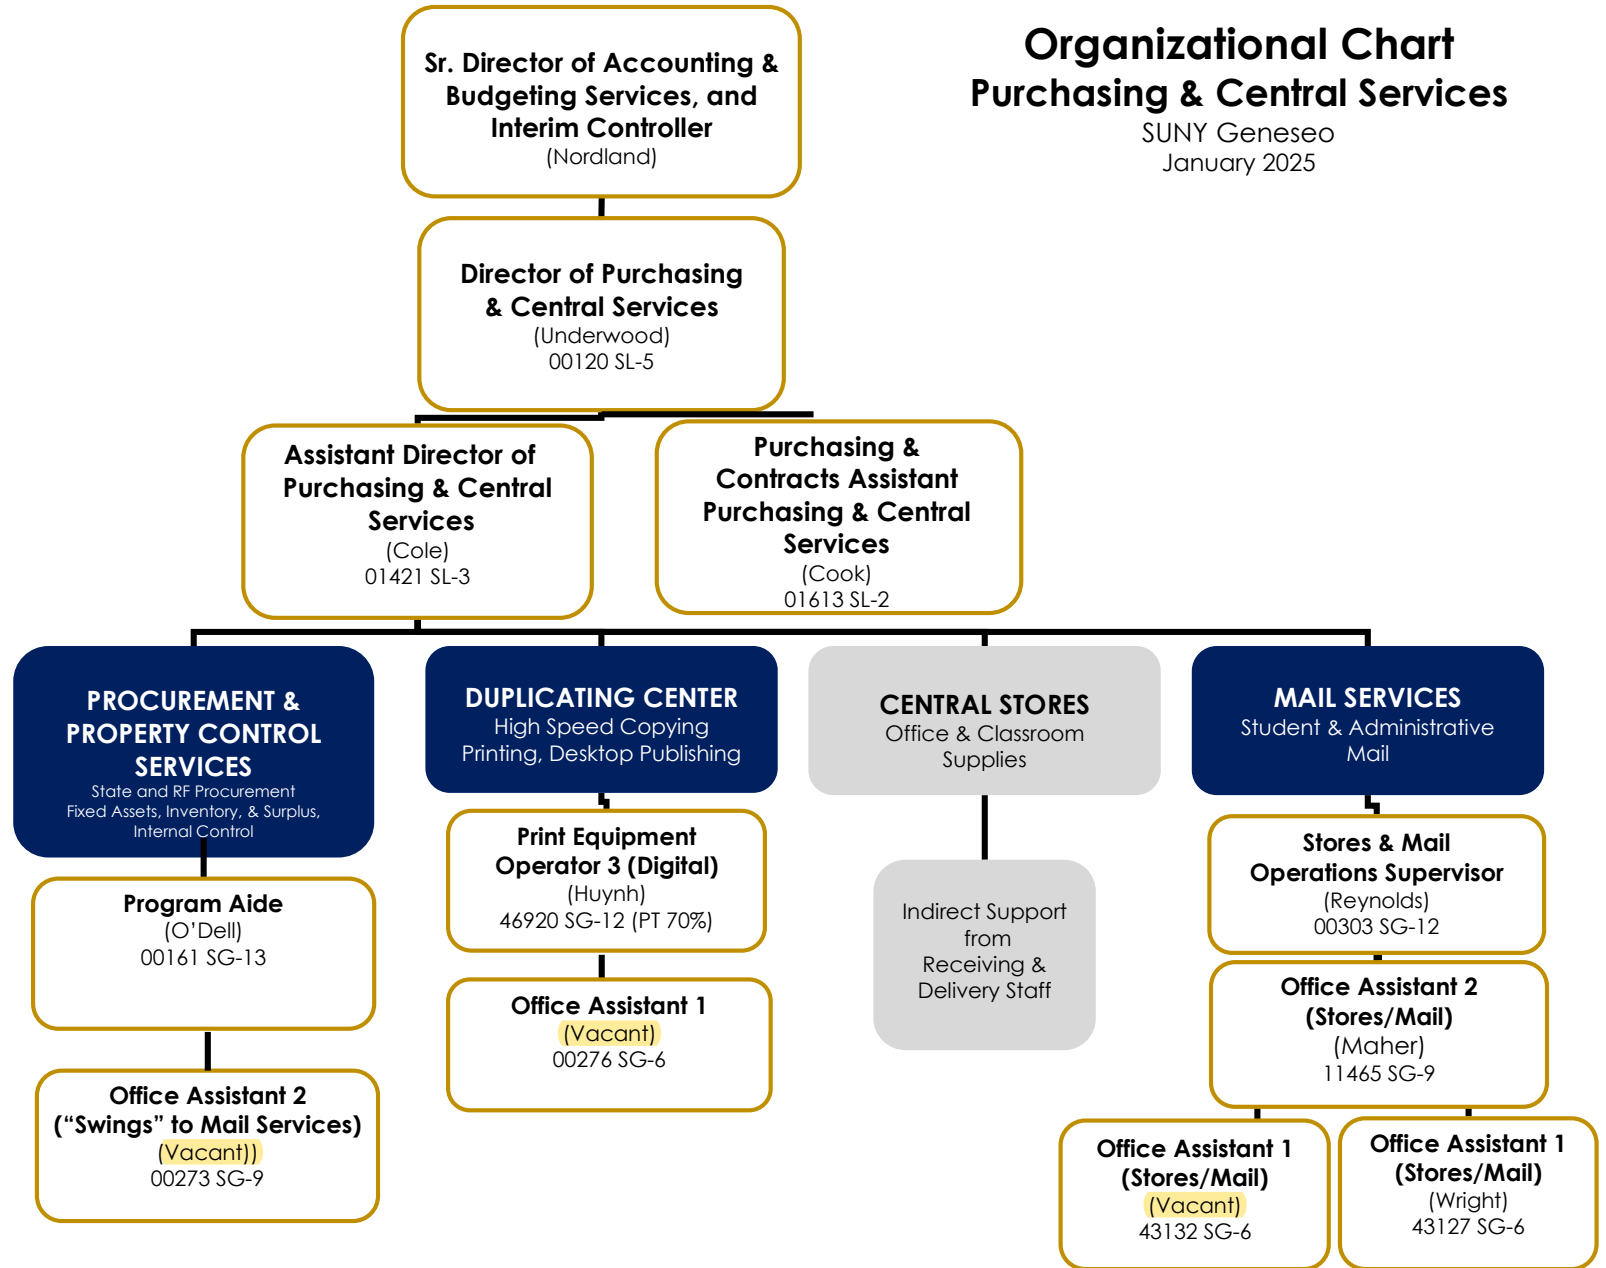 Organizational Chart
Purchasing & Central Services
SUNY Geneseo
January 2025
Sr. Director of Accounting &
Budgeting Services, and
Interim Controller
(Nordland)
Director of Purchasing
& Central Services
(Underwood)
00120 SL-5
Assistant Director of
Purchasing & Central
Services
(Cole)
01421 SL-3
Purchasing &
Contracts Assistant
Purchasing & Central
Services
(Cook)
01613 SL-2
PROCUREMENT &
PROPERTY CONTROL
SERVICES
State and RF Procurement
Fixed Assets, Inventory, & Surplus,
Internal Control
Program Aide
(O’Dell)
00161 SG-13
Office Assistant 2
(“Swings” to Mail Services)
(Vacant))
00273 SG-9
DUPLICATING CENTER
High Speed Copying
Printing, Desktop Publishing
Print Equipment
Operator 3 (Digital)
(Huynh)
46920 SG-12 (PT 70%)
Office Assistant 1
(Vacant)
00276 SG-6
CENTRAL STORES
Office & Classroom
Supplies
Indirect Support
from
Receiving &
Delivery Staff
MAIL SERVICES
Student & Administrative
Mail
Stores & Mail
Operations Supervisor
(Reynolds)
00303 SG-12
Office Assistant 2
(Stores/Mail)
(Maher)
11465 SG-9
Office Assistant 1
(Stores/Mail)
(Vacant)
43132 SG-6
Office Assistant 1
(Stores/Mail)
(Wright)
43127 SG-6